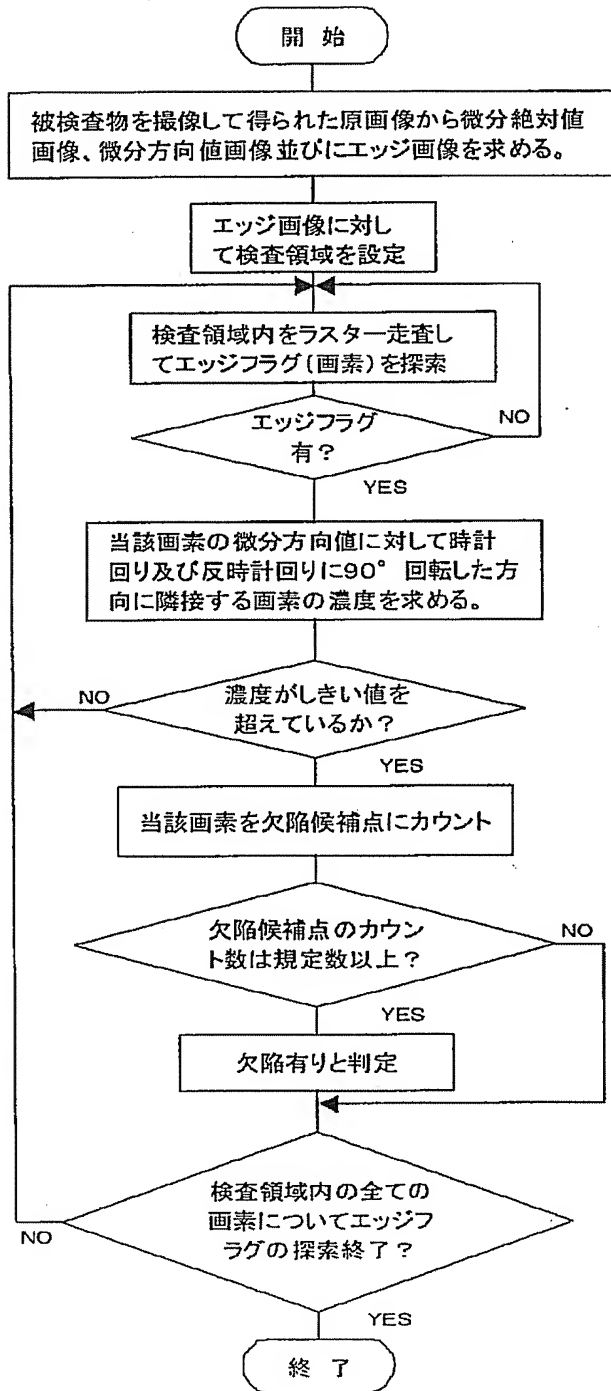 開 始
被検査物を撮像して得られた原画像から微分絶対値
画像、微分方向値画像並びにエッジ画像を求める。
エッジ画像に対し
て検査領域を設定
検査領域内をラスター走査し
てエッジフラグ(画素)を探索
エッジフラグ
有?
NO
YES
当該画素の微分方向値に対して時計
回り及び反時計回りに90°回転した方
向に隣接する画素の濃度を求める。
NO
濃度がしきい値を
超えているか?
YES
当該画素を欠陥候補点にカウント
欠陥候補点のカウン
ト数は規定数以上?
NO
YES
欠陥有りと判定
検査領域内の全ての
画素についてエッジフ
ラグの探索終了?
NO
YES
終 了